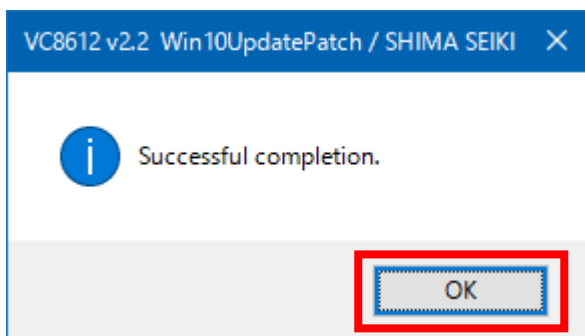 VC8612 v2.2 Win10UpdatePatch / SHIMA SEIKI
Successful completion.
OK